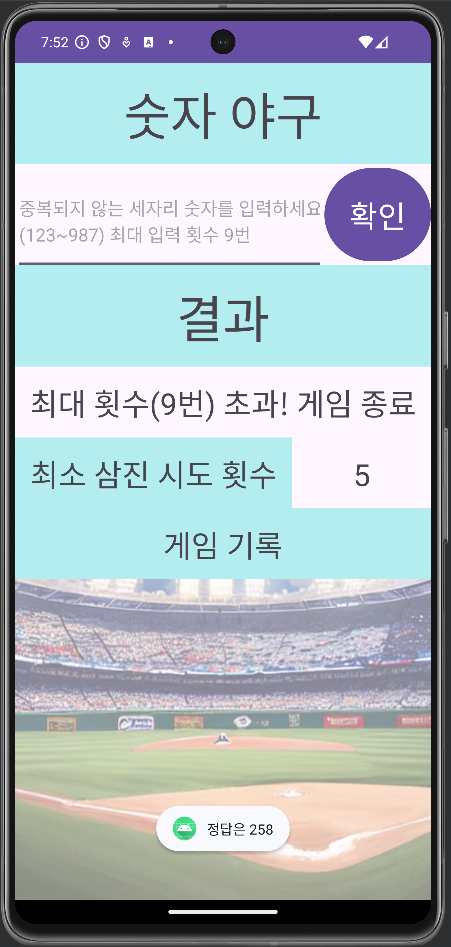 7:52
숫자 야구
중복되지 않는 세자리 숫자를 입력하세요
(123~987) 최대 입력 횟수 9번
확인
결과
최대 횟수(9번) 초과! 게임 종료
최소 삼진 시도 횟수
5
게임 기록
정답은 258